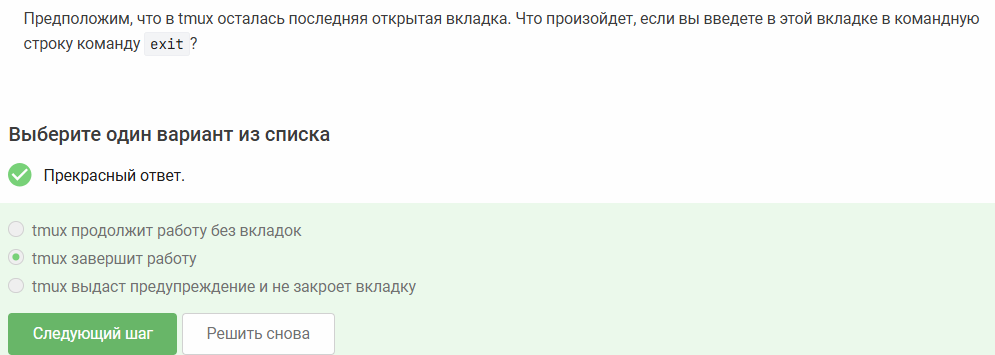 Предположим, что в tmux осталась последняя открытая вкладка. Что произойдет, если вы введете в этой вкладке в командную
строку команду exit?
Выберите один вариант из списка
Прекрасный ответ.
tmux продолжит работу без вкладок
tmux завершит работу
tmux выдаст предупреждение и не закроет вкладку
Следующий шаг Решить снова